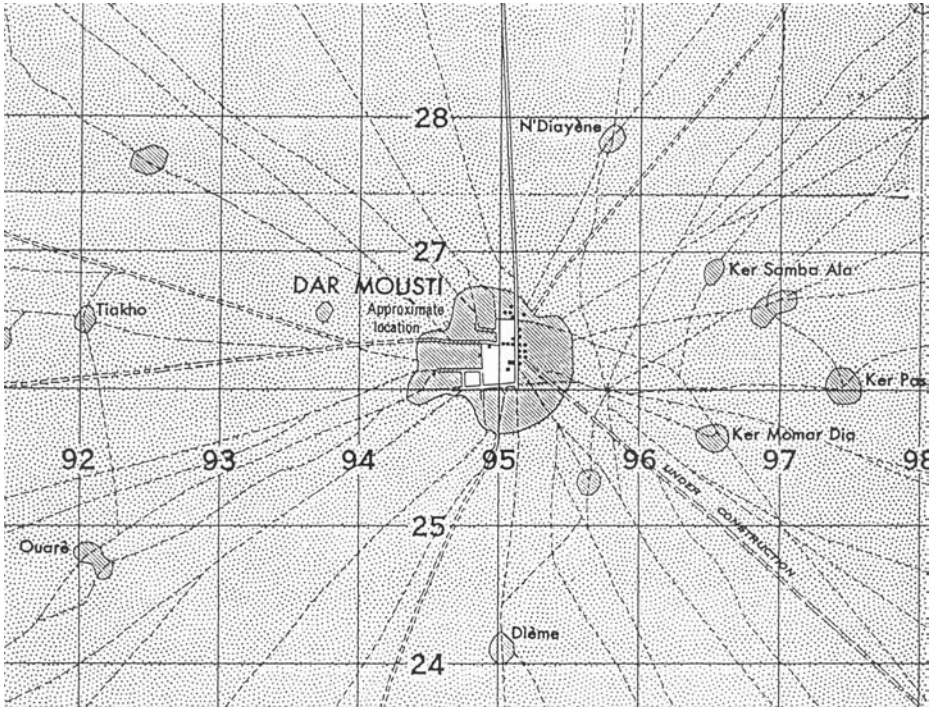 28
N'Diayène
27
DAR MOUSTI
Approximate
location
Ker Samba Ala
Tiakho
Ker Pas
Ker Momar Dia
92
93
94
95
96
97
98
UNDER
CONSTRUCTION
25
Ouarè
Dlème
24